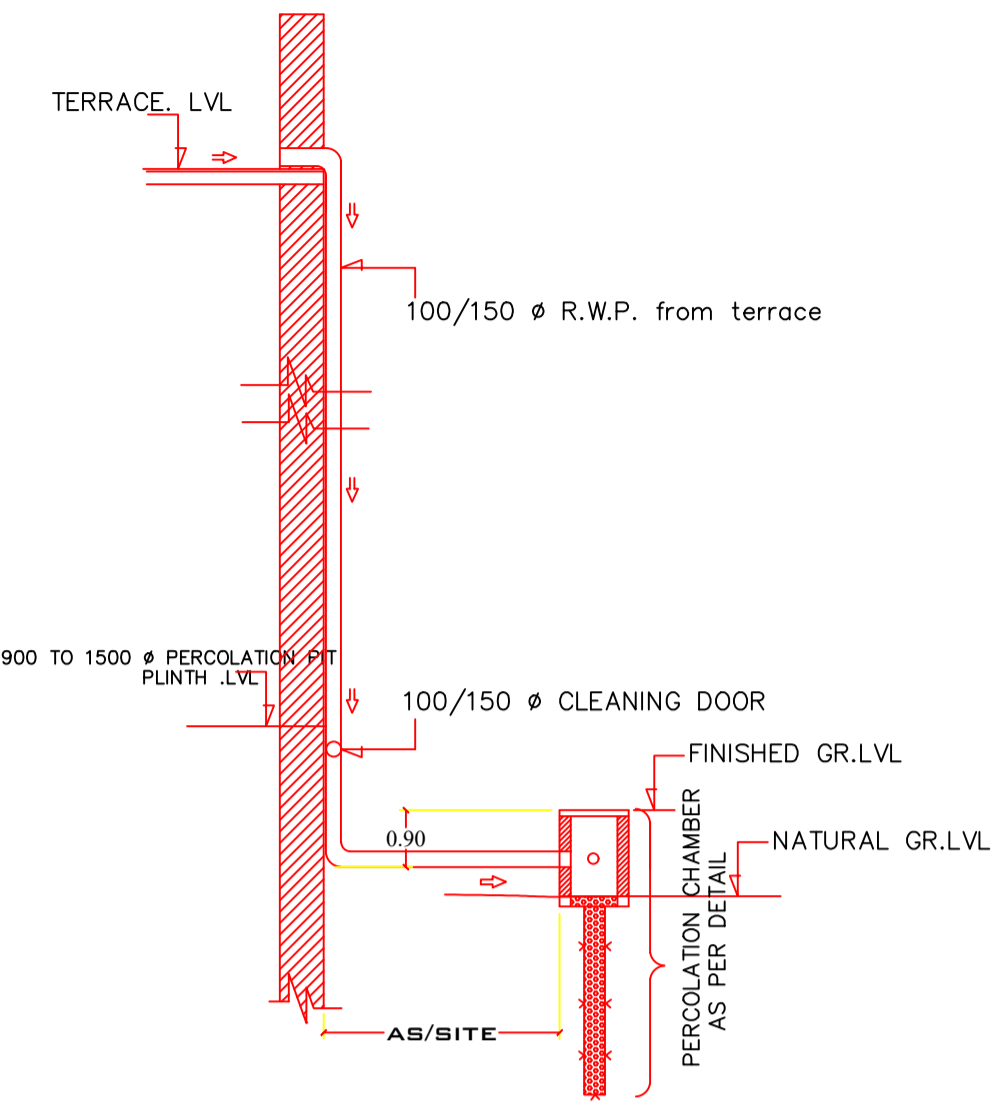 TERRACE. LVL
100/150 ø R.W.P. from terrace
900 TO 1500 ø PERCOLATION PIT
PLINTH .LVL
100/150 ø CLEANING DOOR
FINISHED GR.LVL
0.90
NATURAL GR.LVL
PERCOLATION CHAMBER
AS PER DETAIL
AS/SITE